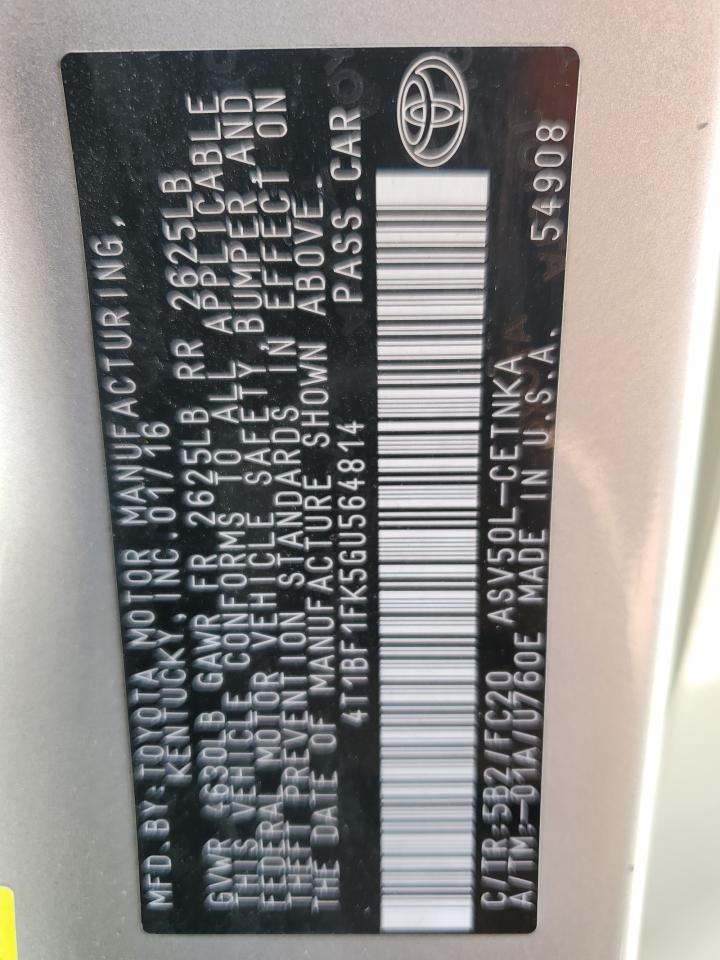 MFD.BY:TOYOTA MOTOR MANUFACTURING,
KENTUCKY, INC.01/16
GVWR 4630LB GAWR FR 2625LB RR 2625LB
THIS VEHICLE CONFORMS TO ALL APPLICABLE
FEDERAL MOTOR VEHICLE SAFETY,BUMPER,AND
THEFT PREVENTION STANDARDS IN EFFECT ON
THE DATE OF MANUFACTURE SHOWN ABOVE.
4T1BF1FK5GU564814 PASS.CAR
C/TR:5B2/FC20 ASV50L-CETNKA
A/TM:-01A/U760E MADE IN U.S.A. 54908